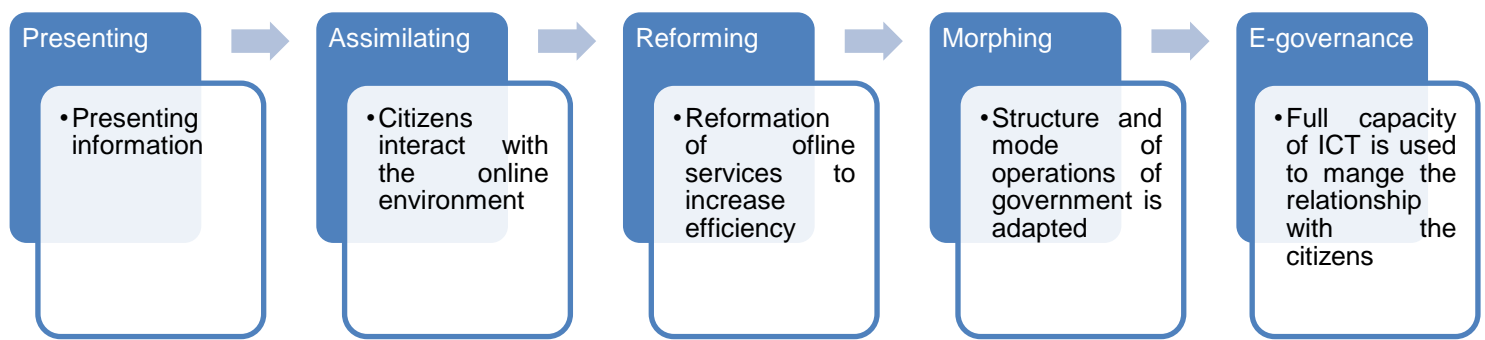 Presenting
•Presenting
information
Assimilating
•Citizens
interact with
the online
environment
Reforming
•Reformation
of ofline
services to
increase
efficiency
Morphing
•Structure and
mode of
operations of
government is
adapted
E-governance
•Full capacity
of ICT is used
to mange the
relationship
with the
citizens